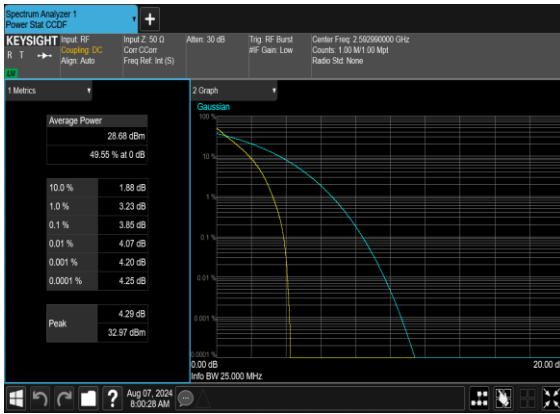 Spectrum Analyzer 1
Power Stat CCDF
KEYSIGHT
R T
LXI
Input: RF
Coupling: DC
Align: Auto
Input Z: 50 Ω
Corr CCorr
Freq Ref: Int (S)
Atten: 30 dB
Trig: RF Burst
#IF Gain: Low
Center Freq: 2.592990000 GHz
Counts: 1.00 M/1.00 Mpt
Radio Std: None
1 Metrics
Average Power
28.68 dBm
49.55 % at 0 dB
10.0 % 1.88 dB
1.0 % 3.23 dB
0.1 % 3.85 dB
0.01 % 4.07 dB
0.001 % 4.20 dB
0.0001 % 4.25 dB
Peak
4.29 dB
32.97 dBm
2 Graph
Gaussian
100 %
10 %
1 %
0.1 %
0.01 %
0.001 %
0.0001 %
0.00 dB
20.00 dB
Info BW 25.000 MHz
Aug 07, 2024
8:00:28 AM